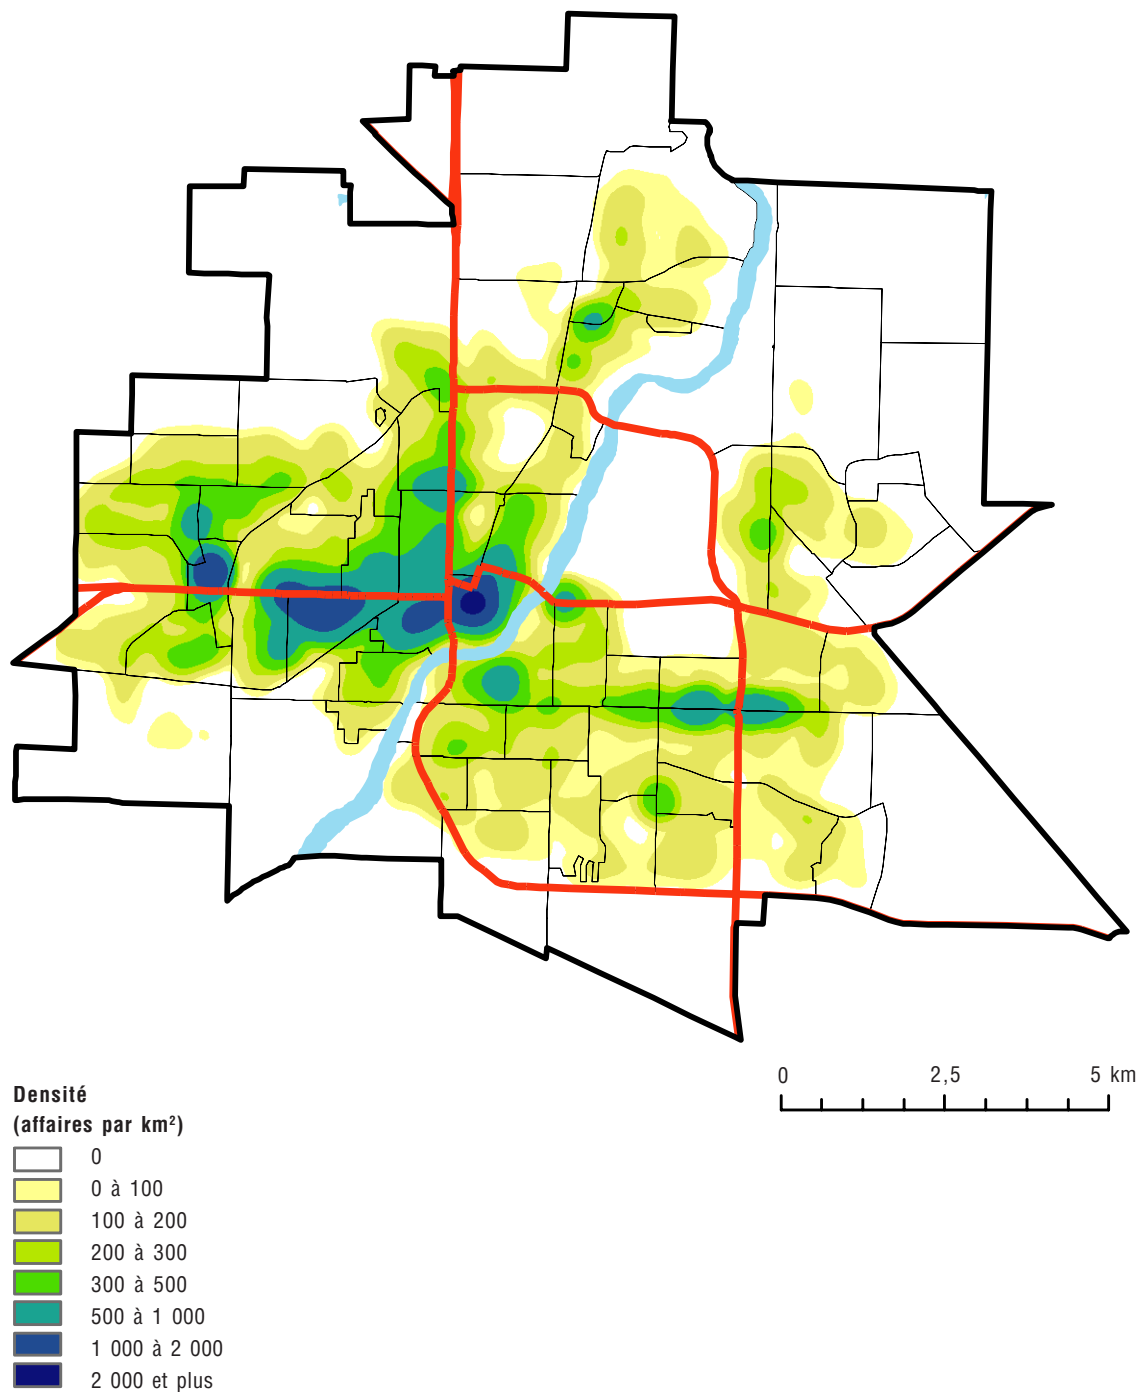 0 2,5 5 km
Densité
(affaires par km²)
0
0 à 100
100 à 200
200 à 300
300 à 500
500 à 1 000
1 000 à 2 000
2 000 et plus